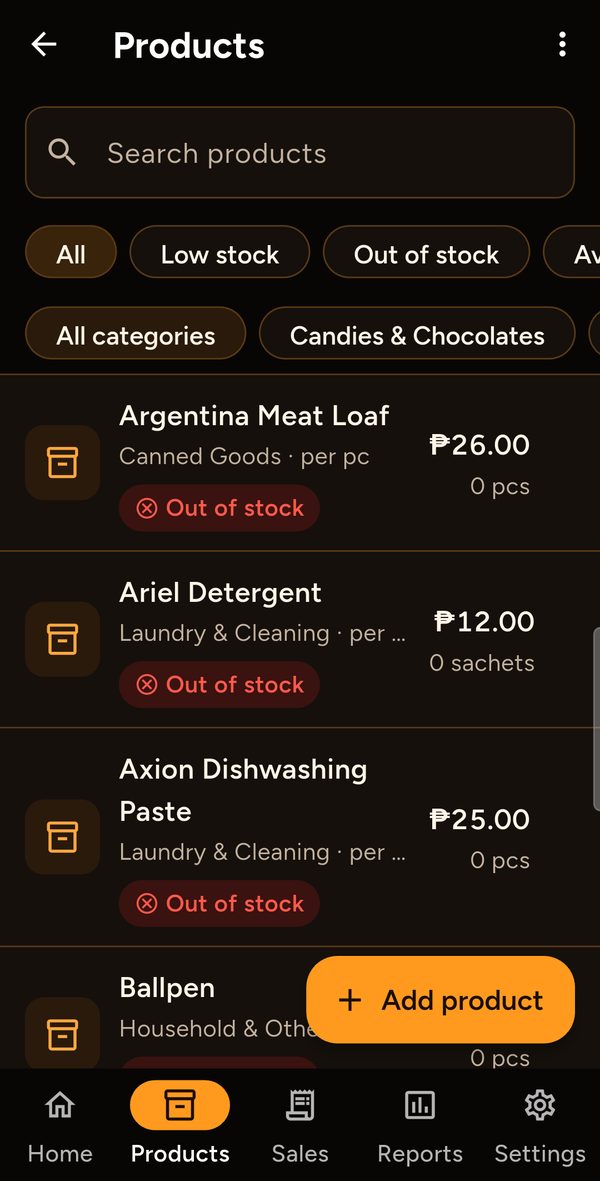 Products
Search products
All
Low stock
Out of stock
Av
All categories
Candies & Chocolates
Argentina Meat Loaf
₱26.00
Canned Goods · per pc
0 pcs
Out of stock
Ariel Detergent
₱12.00
Laundry & Cleaning · per ...
0 sachets
Out of stock
Axion Dishwashing
Paste
₱25.00
Laundry & Cleaning · per ...
0 pcs
Out of stock
Ballpen
Household & Othe
+ Add product
0 pcs
Home
Products
Sales
Reports
Settings